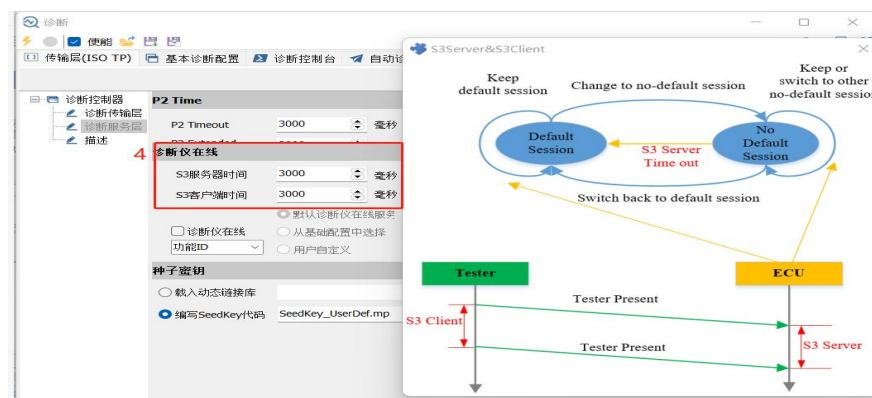 诊断
使能
传输层(ISO TP) 基本诊断配置 诊断控制台
诊断控制器
诊断传输层
诊断服务层
描述
P2 Time
P2 Timeout 3000 毫秒
4
诊断仪在线
S3服务器时间 3000 毫秒
S3客户端时间 3000 毫秒
默认诊断仪在线服务
诊断仪在线 从基础配置中选择
功能ID 用户自定义
种子密钥
载入动态链接库
编写SeedKey代码 SeedKey_UserDef.mp
S3Server&S3Client
Keep
default session
Change to no-default session
Keep or
switch to other
no-default session
Default
Session
S3 Server
Time out
No
Default
Session
Switch back to default session
Tester
ECU
Tester Present
S3 Client
S3 Server
Tester Present